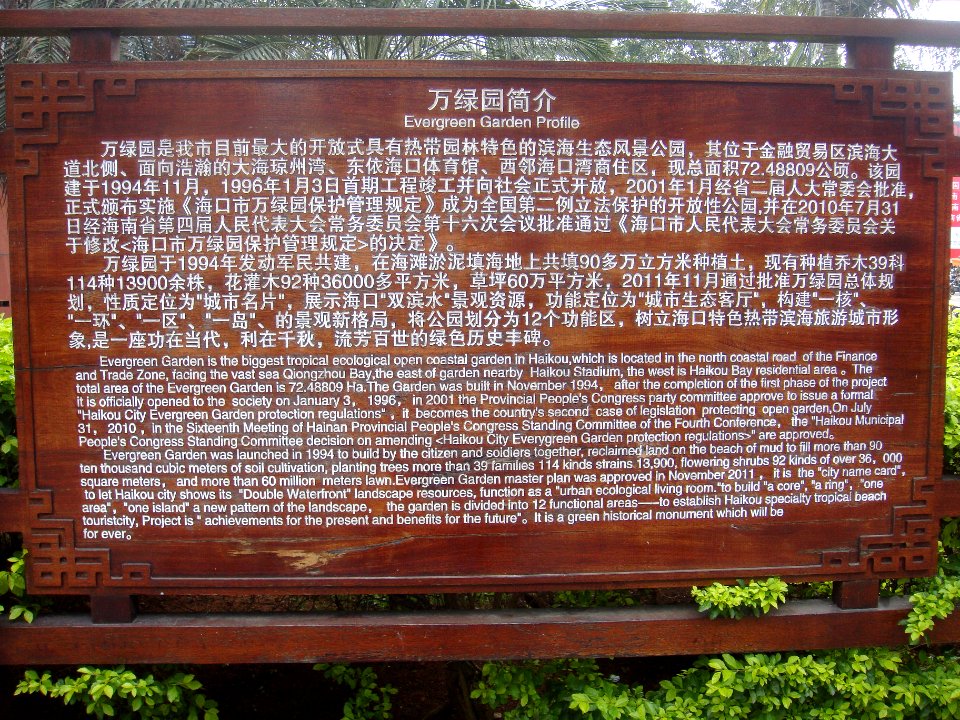 万绿园简介
Evergreen Garden Profile
万绿园是我市目前最大的开放式具有热带园林特色的滨海生态风景公园，其位于金融贸易区滨海大
道北侧、面向浩瀚的大海琼州湾、东依海口体育馆、西邻海口湾商住区，现总面积72.48809公顷。该园
建于1994年11月，1996年1月3日首期工程竣工并向社会正式开放，2001年1月经省二届人大常委会批准，
正式颁布实施《海口市万绿园保护管理规定》成为全国第二例立法保护的开放性公园,并在2010年7月31
日经海南省第四届人民代表大会常务委员会第十六次会议批准通过《海口市人民代表大会常务委员会关
于修改<海口市万绿园保护管理规定>的决定》。
万绿园于1994年发动军民共建，在海滩淤泥填海地上共填90多万立方米种植土，现有种植乔木39科
114种13900余株，花灌木92种36000多平方米，草坪60万平方米，2011年11月通过批准万绿园总体规
划，性质定位为"城市名片"，展示海口"双滨水"景观资源，功能定位为"城市生态客厅"，构建"一核"、
"一环"、"一区"、"一岛"、的景观新格局，将公园划分为12个功能区，树立海口特色热带滨海旅游城市形
象,是一座功在当代，利在千秋，流芳百世的绿色历史丰碑。
Evergreen Garden is the biggest tropical ecological open coastal garden in Haikou,which is located in the north coastal road of the Finance
and Trade Zone, facing the vast sea Qiongzhou Bay,the east of garden nearby Haikou Stadium, the west is Haikou Bay residential area 。The
total area of the Evergreen Garden is 72.48809 Ha.The Garden was built in November 1994，after the completion of the first phase of the project
it is officially opened to the society on January 3，1996，in 2001 the Provincial People's Congress party committee approve to issue a formal
"Haikou City Evergreen Garden protection regulations"，it becomes the country's second case of legislation protecting open garden,On July
31，2010，in the Sixteenth Meeting of Hainan Provincial People's Congress Standing Committee of the Fourth Conference，the "Haikou Municipal
People's Congress Standing Committee decision on amending <Haikou City Everygreen Garden protection regulations>" are approved。
Evergreen Garden was launched in 1994 to build by the citizen and soldiers together, reclaimed land on the beach of mud to fill more than 90
ten thousand cubic meters of soil cultivation, planting trees more than 39 families 114 kinds strains 13,900, flowering shrubs 92 kinds of over 36，000
square meters， and more than 60 million meters lawn.Evergreen Garden master plan was approved in November 2011，it is the "city name card"，
to let Haikou city shows its "Double Waterfront" landscape resources, function as a "urban ecological living room."to build "a core", "a ring"，"one
area"，"one island" a new pattern of the landscape， the garden is divided into 12 functional areas——to establish Haikou specialty tropical beach
touristcity, Project is " achievements for the present and benefits for the future"。It is a green historical monument which will be
for ever。